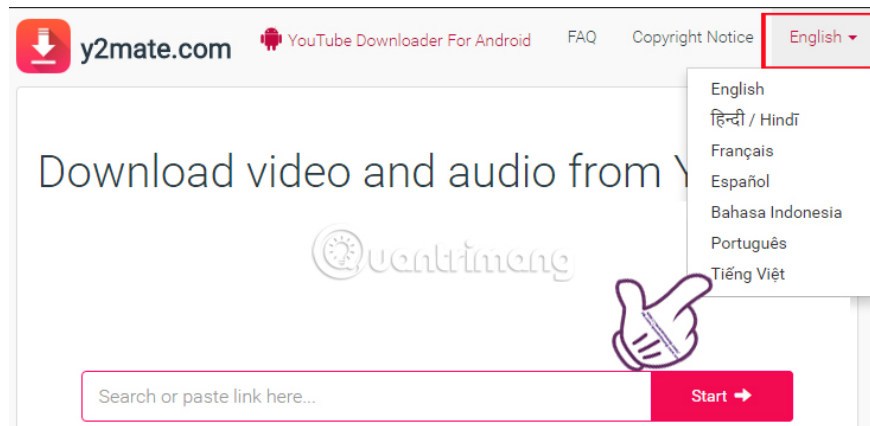 y2mate.com
YouTube Downloader For Android
FAQ
Copyright Notice
English
English
हिन्दी / Hindī
Français
Español
Bahasa Indonesia
Português
Tiếng Việt
Download video and audio from Y
Quantrimang
Search or paste link here...
Start